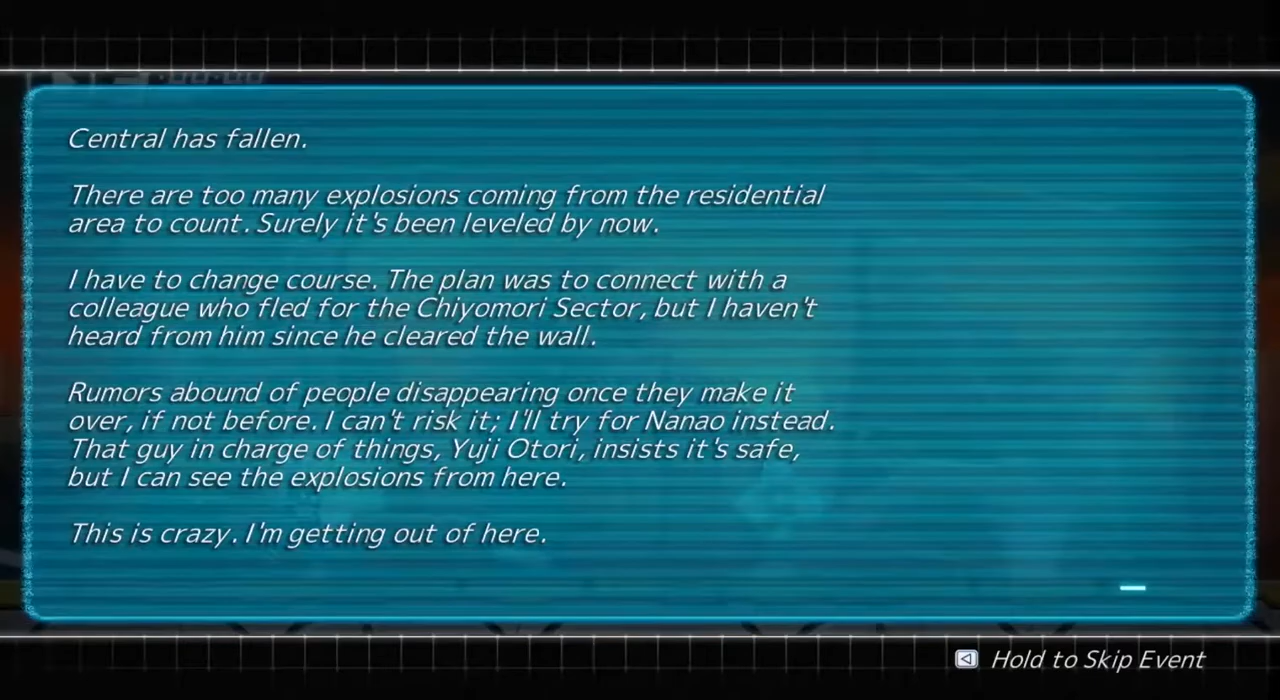 Central has fallen.
There are too many explosions coming from the residential
area to count. Surely it's been leveled by now.
I have to change course. The plan was to connect with a
colleague who fled for the Chiyomori Sector, but I haven't
heard from him since he cleared the wall.
Rumors abound of people disappearing once they make it
over, if not before. I can't risk it; I'll try for Nanao instead.
That guy in charge of things, Yuji Otori, insists it's safe,
but I can see the explosions from here.
This is crazy. I'm getting out of here.
Hold to Skip Event